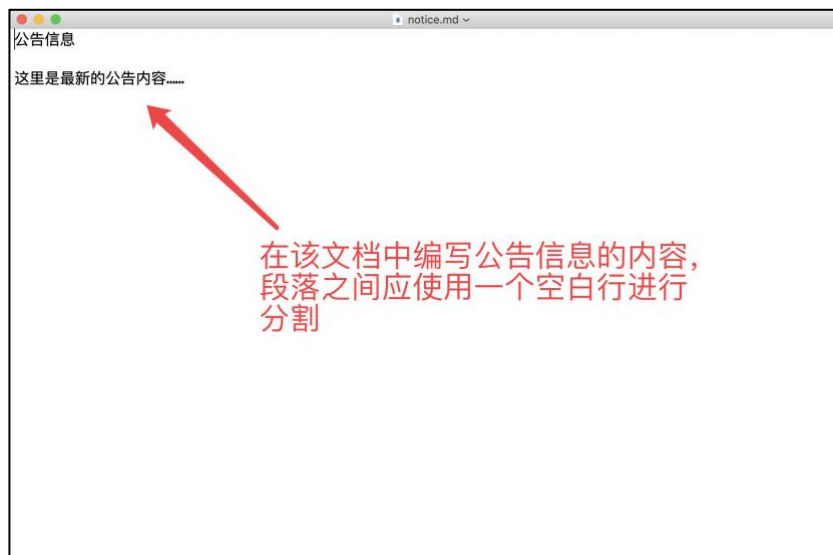 notice.md
公告信息
这里是最新的公告内容……
在该文档中编写公告信息的内容，
段落之间应使用一个空白行进行
分割